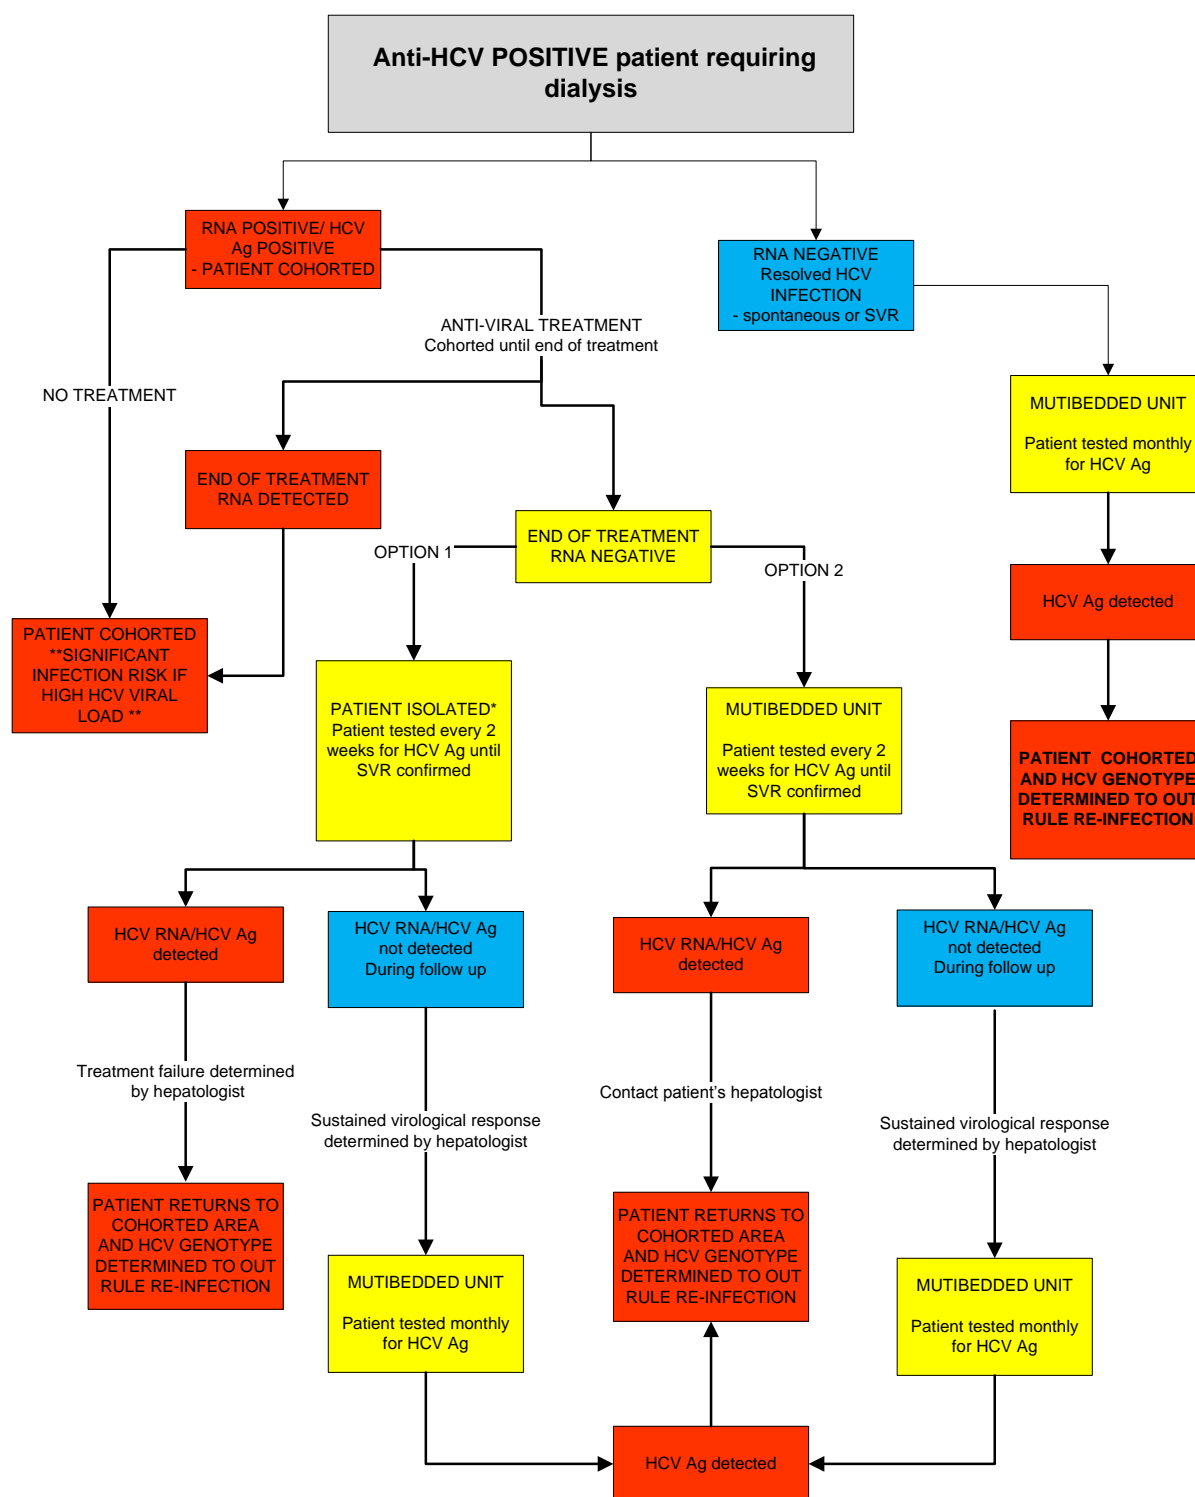 Anti-HCV POSITIVE patient requiring
dialysis
RNA POSITIVE/ HCV
Ag POSITIVE
- PATIENT COHORTED
RNA NEGATIVE
Resolved HCV
INFECTION
- spontaneous or SVR
ANTI-VIRAL TREATMENT
Cohorted until end of treatment
NO TREATMENT
MUTIBEDDED UNIT
Patient tested monthly
for HCV Ag
END OF TREATMENT
RNA DETECTED
END OF TREATMENT
RNA NEGATIVE
OPTION 1
OPTION 2
HCV Ag detected
PATIENT COHORTED
**SIGNIFICANT
INFECTION RISK IF
HIGH HCV VIRAL
LOAD **
PATIENT ISOLATED*
Patient tested every 2
weeks for HCV Ag until
SVR confirmed
MUTIBEDDED UNIT
Patient tested every 2
weeks for HCV Ag until
SVR confirmed
PATIENT COHORTED
AND HCV GENOTYPE
DETERMINED TO OUT
RULE RE-INFECTION
HCV RNA/HCV Ag
detected
HCV RNA/HCV Ag
not detected
During follow up
HCV RNA/HCV Ag
detected
HCV RNA/HCV Ag
not detected
During follow up
Treatment failure determined
by hepatologist
Sustained virological response
determined by hepatologist
Contact patient's hepatologist
Sustained virological response
determined by hepatologist
PATIENT RETURNS TO
COHORTED AREA
AND HCV GENOTYPE
DETERMINED TO OUT
RULE RE-INFECTION
MUTIBEDDED UNIT
Patient tested monthly
for HCV Ag
PATIENT RETURNS TO
COHORTED AREA
AND HCV GENOTYPE
DETERMINED TO OUT
RULE RE-INFECTION
MUTIBEDDED UNIT
Patient tested monthly
for HCV Ag
HCV Ag detected